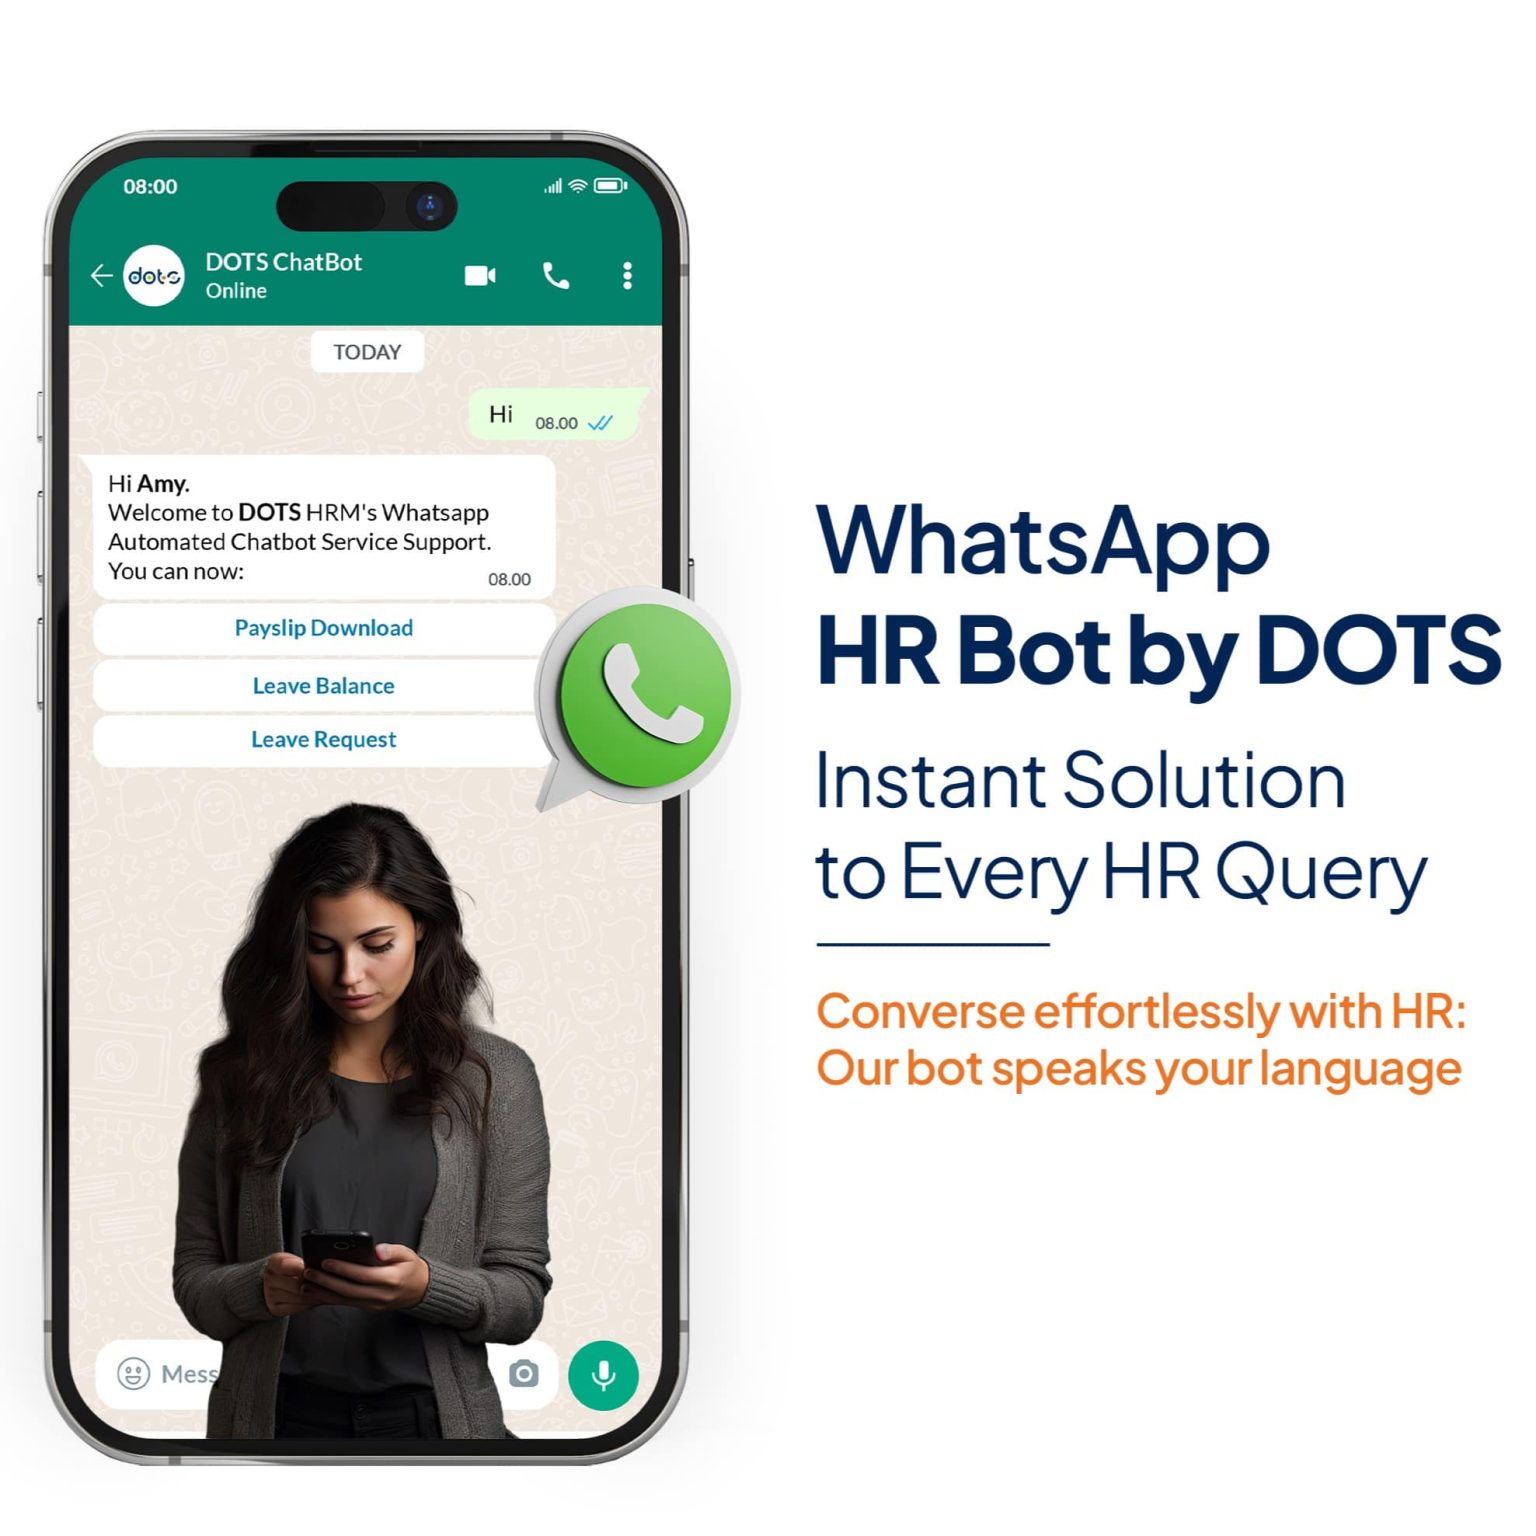 08:00
dots
DOTS ChatBot
Online
TODAY
Hi 08.00
Hi Amy.
Welcome to DOTS HRM's Whatsapp
Automated Chatbot Service Support.
You can now:
08.00
Payslip Download
Leave Balance
Leave Request
Mess
WhatsApp
HR Bot by DOTS
Instant Solution
to Every HR Query
Converse effortlessly with HR:
Our bot speaks your language